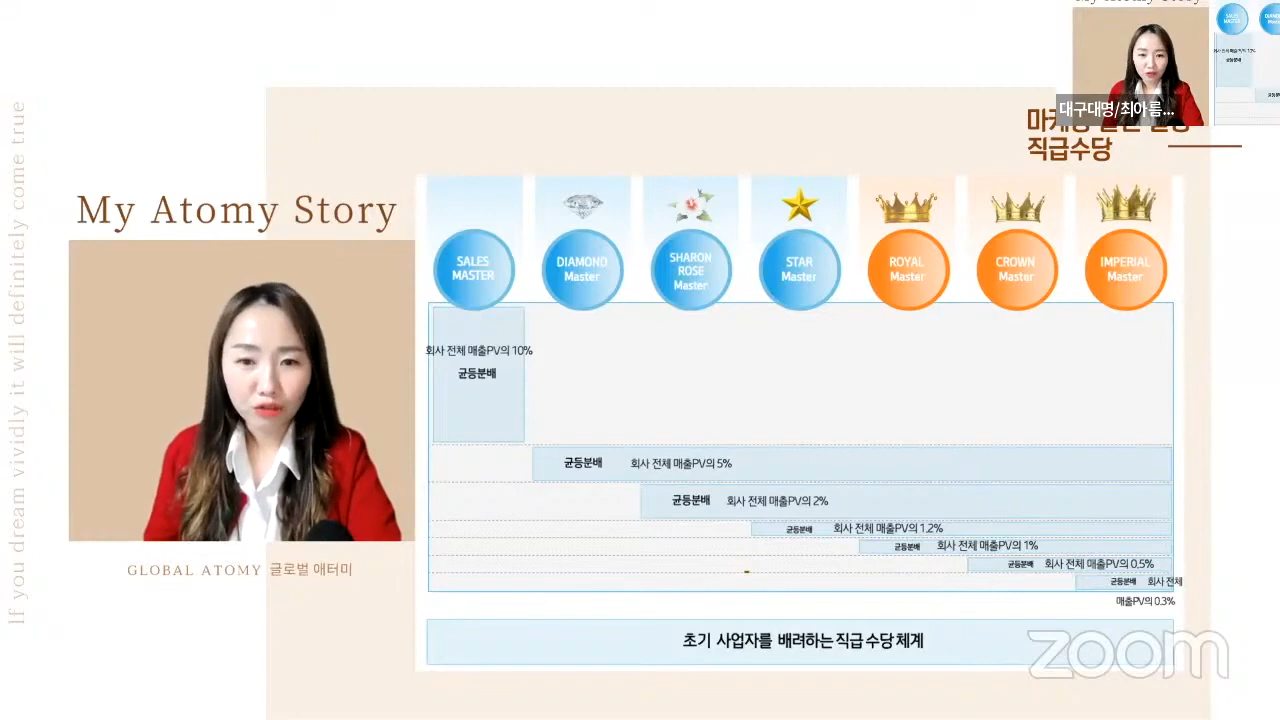 If you dream vividly it will definitely come true
My Atomy Story
GLOBAL ATOMY 글로벌 애터미
대구대명/최아름...
직급수당
SALES
MASTER
DIAMOND
Master
SHARON
ROSE
Master
STAR
Master
ROYAL
Master
CROWN
Master
IMPERIAL
Master
회사 전체 매출PV의 10%
균등분배
균등분배 회사 전체 매출PV의 5%
균등분배 회사 전체 매출PV의 2%
균등분배 회사 전체 매출PV의 1.2%
균등분배 회사 전체 매출PV의 1%
균등분배 회사 전체 매출PV의 0.5%
균등분배 회사 전체
매출PV의 0.3%
초기 사업자를 배려하는 직급 수당 체계
zoom